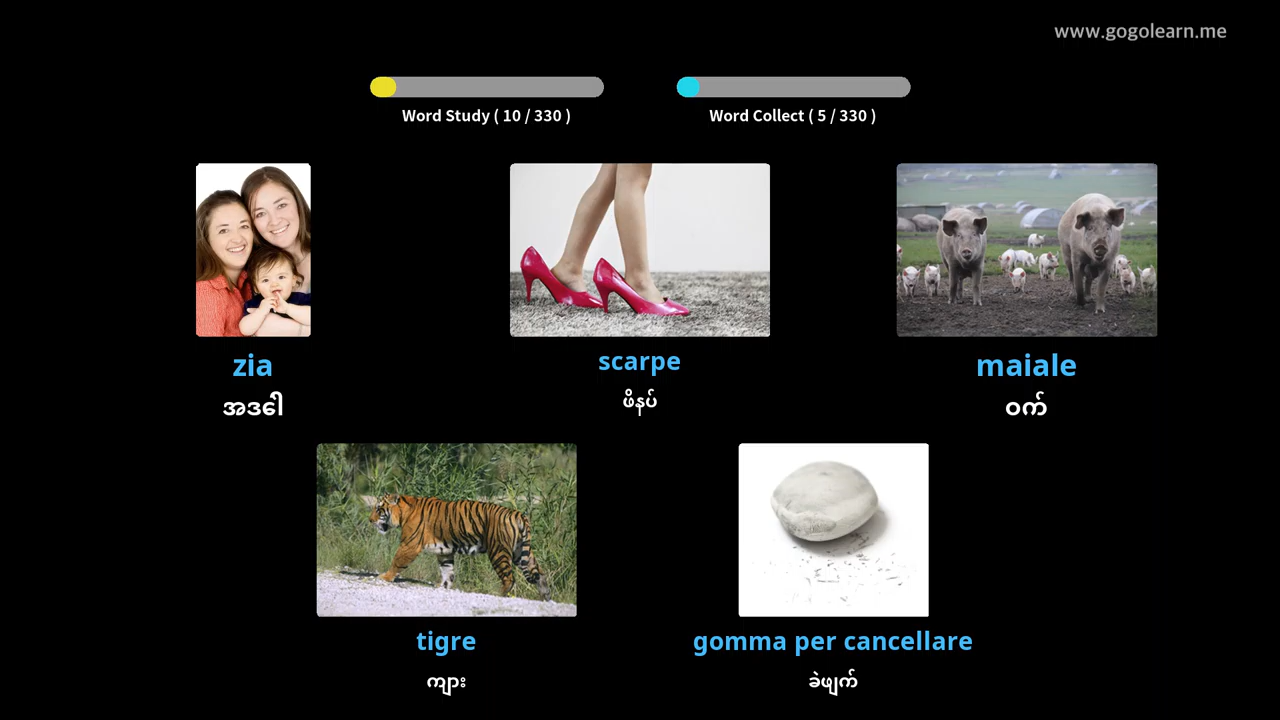 www.gogolearn.me
Word Study ( 10 / 330 )
Word Collect ( 5 / 330 )
zia
scarpe
maiale
အဒေါ်
ဖိနပ်
ဝက်
tigre
gomma per cancellare
ကျား
ခဲဖျက်